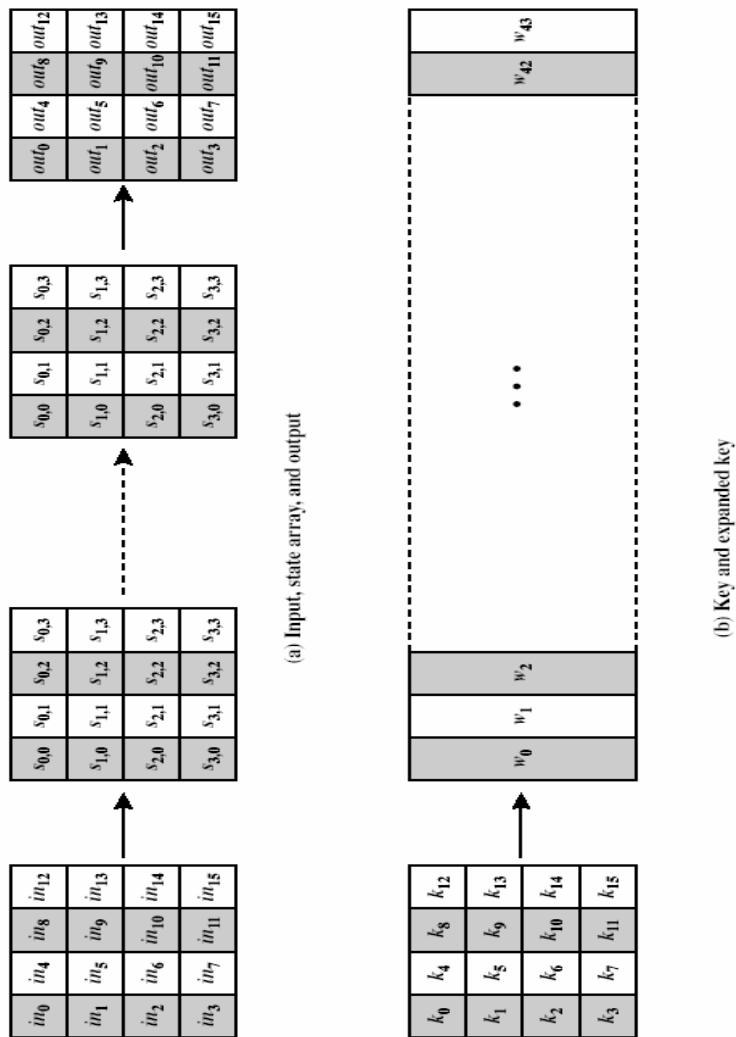 in0 in4 in8 in12 s0,0 s0,1 s0,2 s0,3 s0,0 s0,1 s0,2 s0,3 out0 out4 out8 out12
in1 in5 in9 in13 s1,0 s1,1 s1,2 s1,3 s1,0 s1,1 s1,2 s1,3 out1 out5 out9 out13
in2 in6 in10 in14 s2,0 s2,1 s2,2 s2,3 s2,0 s2,1 s2,2 s2,3 out2 out6 out10 out14
in3 in7 in11 in15 s3,0 s3,1 s3,2 s3,3 s3,0 s3,1 s3,2 s3,3 out3 out7 out11 out15
(a) Input, state array, and output
k0 k4 k8 k12
k1 k5 k9 k13
k2 k6 k10 k14
k3 k7 k11 k15
w0 w1 w2 • • • w42 w43
(b) Key and expanded key